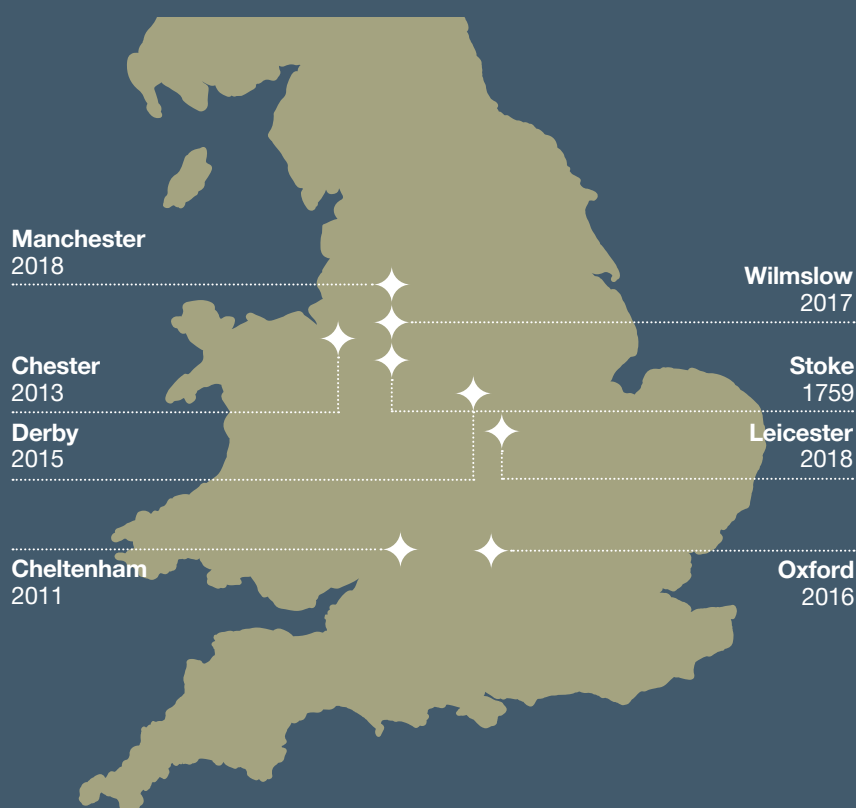 Manchester
2018
Chester
2013
Derby
2015
Cheltenham
2011
Wilmslow
2017
Stoke
1759
Leicester
2018
Oxford
2016